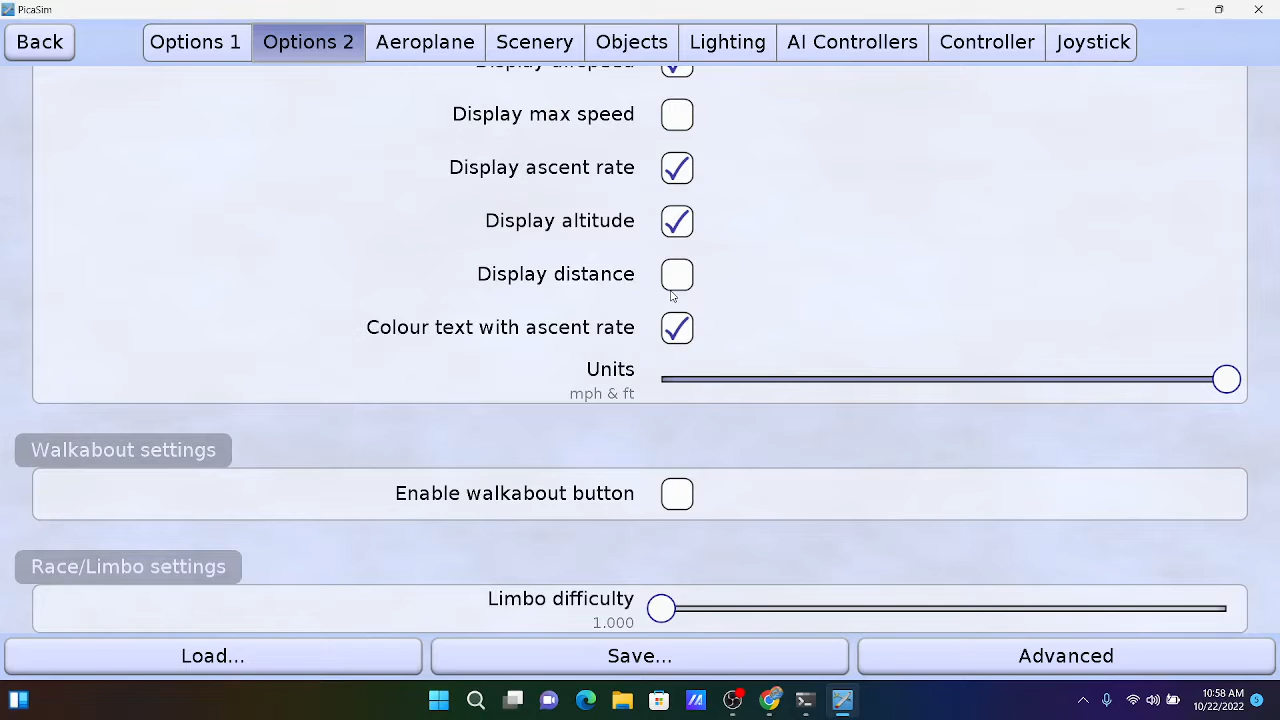 PicaSim
Back
Options 1
Options 2
Aeroplane
Scenery
Objects
Lighting
AI Controllers
Controller
Joystick
Display airspeed
Display max speed
Display ascent rate
Display altitude
Display distance
Colour text with ascent rate
Units
mph & ft
Walkabout settings
Enable walkabout button
Race/Limbo settings
Limbo difficulty
1.000
Load...
Save...
Advanced
10:58 AM
10/22/2022